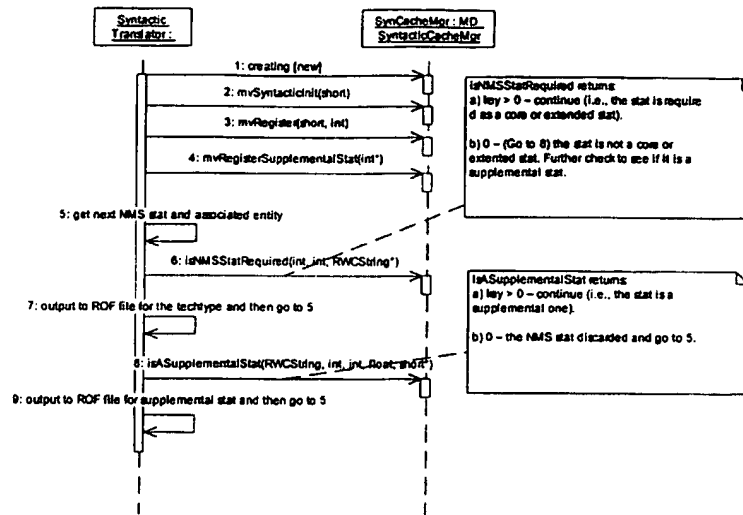 Syntactic
Translator :
SynCacheMgr : MD
SyntacticCacheMgr
1: creating [new]
2: mvSyntacticInit(short)
3: mvRegister(short, int)
4: mvRegisterSupplementalStat(int*)
5: get next NMS stat and associated entity
6: isNMSStatRequired(int, int, RWCString*)
7: output to ROF file for the techtype and then go to 5
8: isASupplementalStat(RWCString, int, int, float, short*)
9: output to ROF file for supplemental stat and then go to 5
isNMSStatRequired returns:
a) key > 0 – continue (i.e., the stat is require
d as a core or extended stat).
b) 0 – (Go to 8) the stat is not a core or
extented stat. Further check to see if it is a
supplemental stat.
isASupplementalStat returns:
a) key > 0 – continue (i.e., the stat is a
supplemental one).
b) 0 – the NMS stat discarded and go to 5.